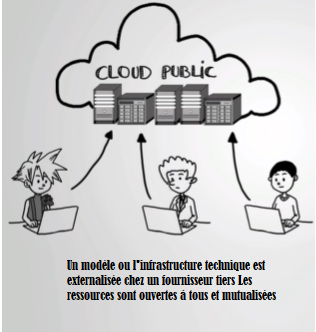 CLOUD PUBLIC
Un modèle ou l"infrastructure technique est
externalisée chez un fournisseur tiers Les
ressources sont ouvertes à tous et mutualisées